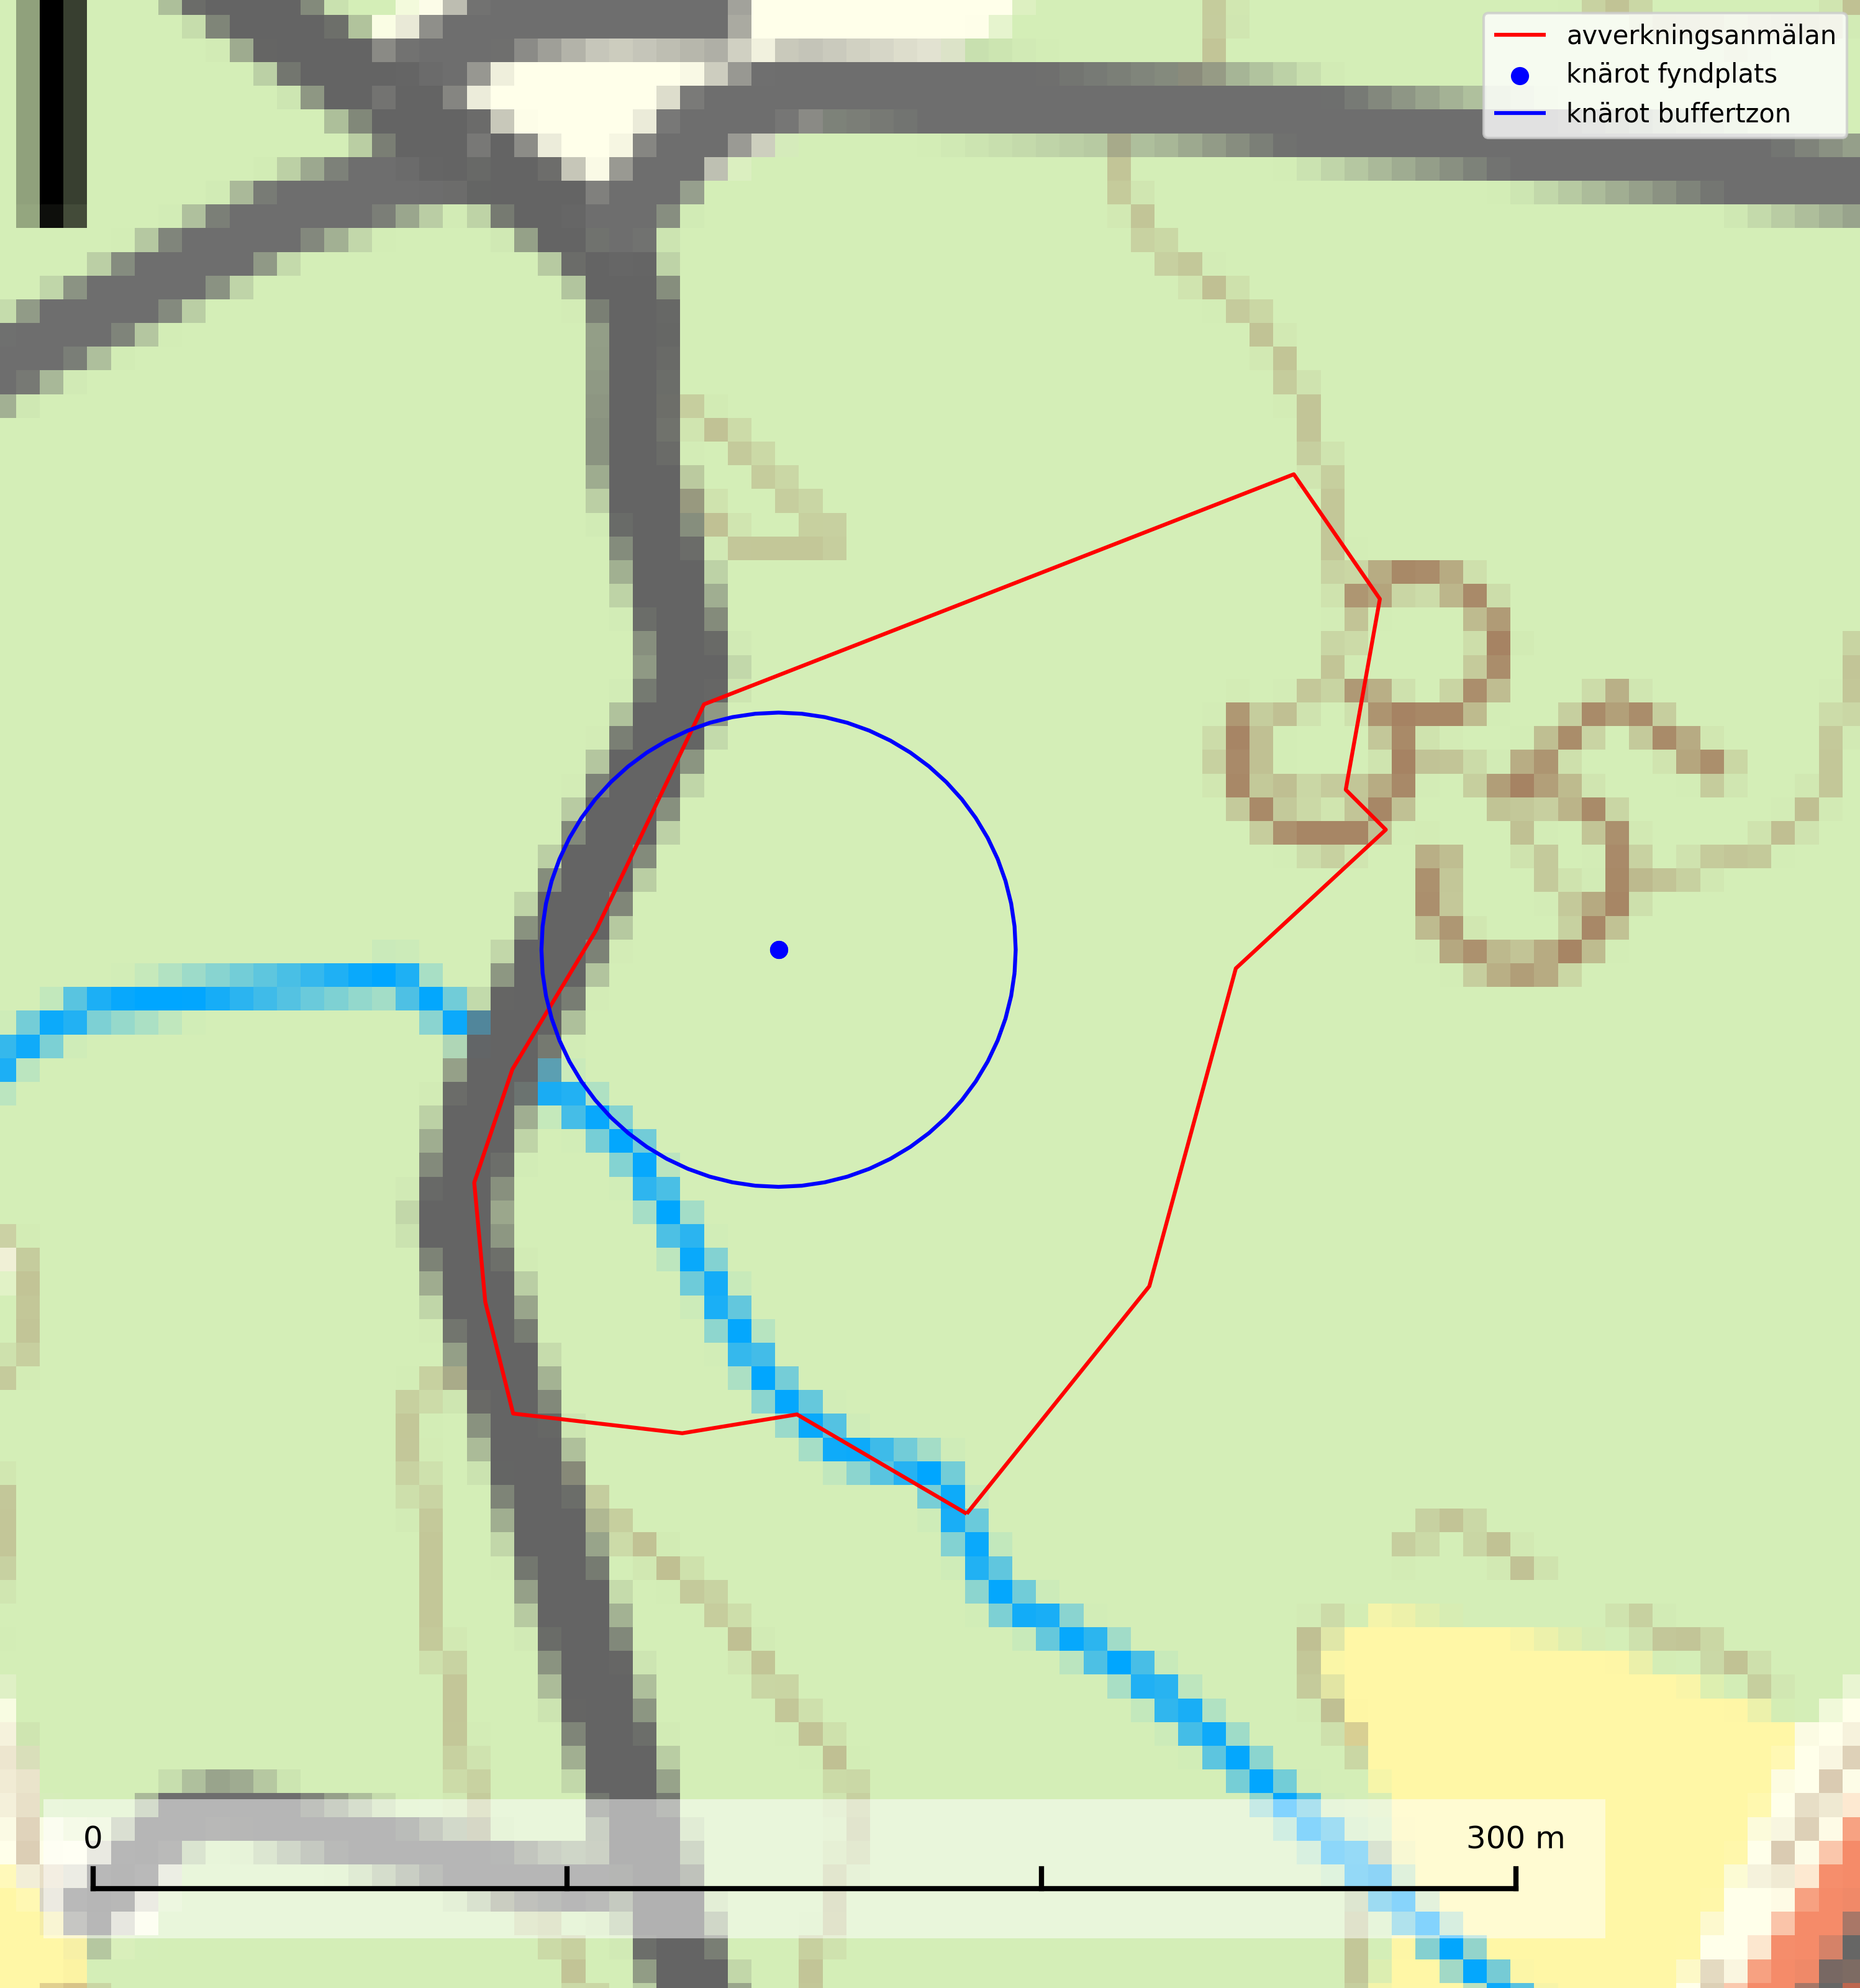 avverkningsanmälan
knärot fyndplats
knärot buffertzon
0 300 m